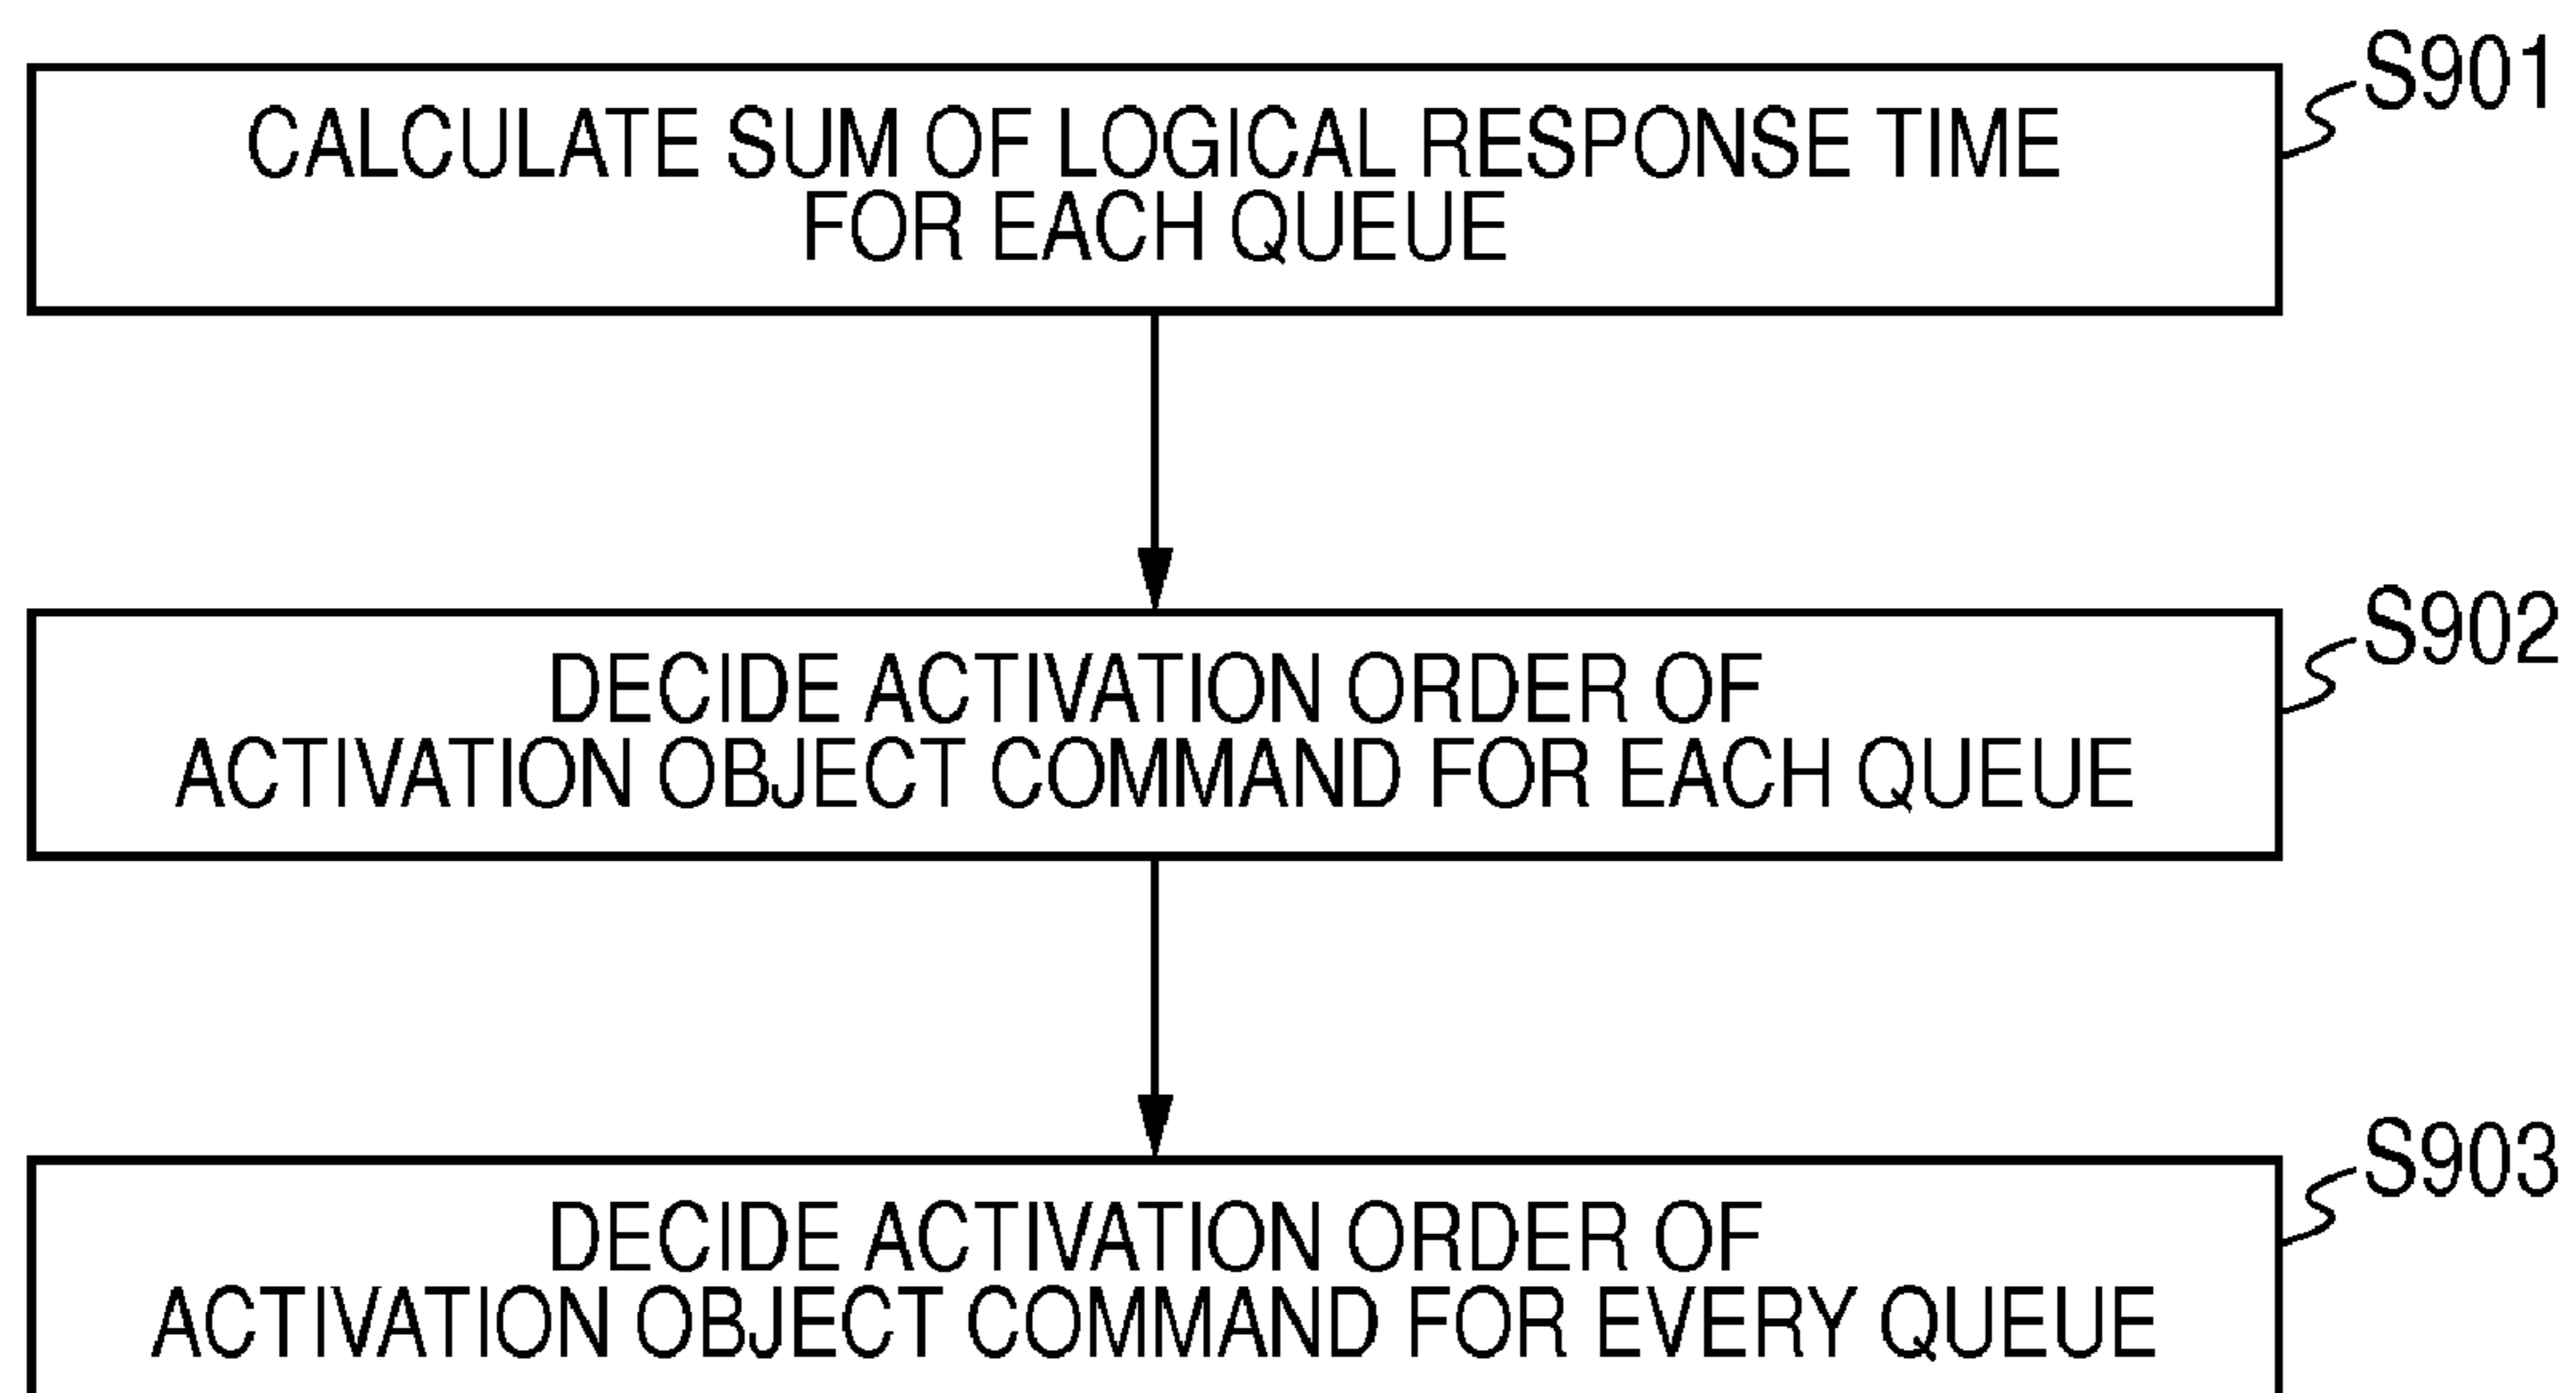 S901
CALCULATE SUM OF LOGICAL RESPONSE TIME
FOR EACH QUEUE
S902
DECIDE ACTIVATION ORDER OF
ACTIVATION OBJECT COMMAND FOR EACH QUEUE
S903
DECIDE ACTIVATION ORDER OF
ACTIVATION OBJECT COMMAND FOR EVERY QUEUE